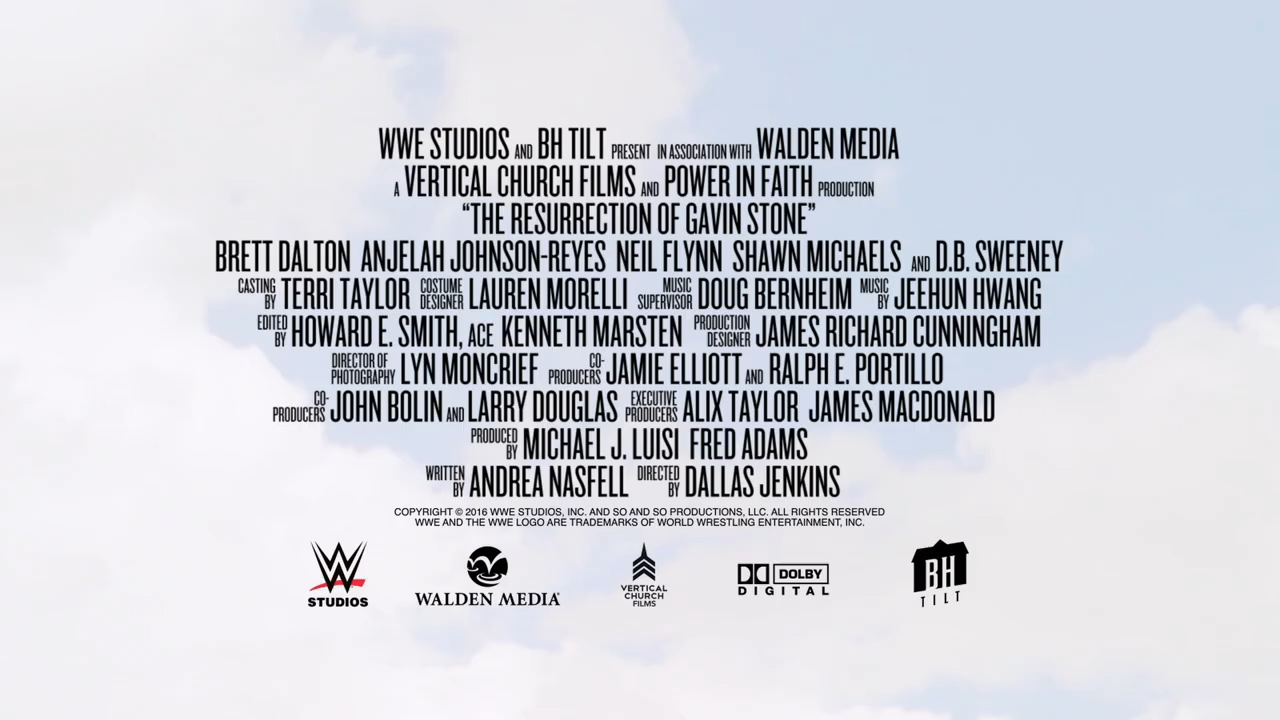 WWE STUDIOS AND BH TILT PRESENT IN ASSOCIATION WITH WALDEN MEDIA
A VERTICAL CHURCH FILMS AND POWER IN FAITH PRODUCTION
“THE RESURRECTION OF GAVIN STONE”
BRETT DALTON ANJELAH JOHNSON-REYES NEIL FLYNN SHAWN MICHAELS AND D.B. SWEENEY
CASTING BY TERRI TAYLOR COSTUME DESIGNER LAUREN MORELLI MUSIC SUPERVISOR DOUG BERNHEIM MUSIC BY JEEHUN HWANG
EDITED BY HOWARD E. SMITH, ACE KENNETH MARSTEN PRODUCTION DESIGNER JAMES RICHARD CUNNINGHAM
DIRECTOR OF PHOTOGRAPHY LYN MONCRIEF CO-PRODUCERS JAMIE ELLIOTT AND RALPH E. PORTILLO
CO-PRODUCERS JOHN BOLIN AND LARRY DOUGLAS EXECUTIVE PRODUCERS ALIX TAYLOR JAMES MACDONALD
PRODUCED BY MICHAEL J. LUISI FRED ADAMS
WRITTEN BY ANDREA NASFELL DIRECTED BY DALLAS JENKINS
COPYRIGHT © 2016 WWE STUDIOS, INC. AND SO AND SO PRODUCTIONS, LLC. ALL RIGHTS RESERVED
WWE AND THE WWE LOGO ARE TRADEMARKS OF WORLD WRESTLING ENTERTAINMENT, INC.
W STUDIOS
WALDEN MEDIA
VERTICAL CHURCH FILMS
DOLBY DIGITAL
BH TILT